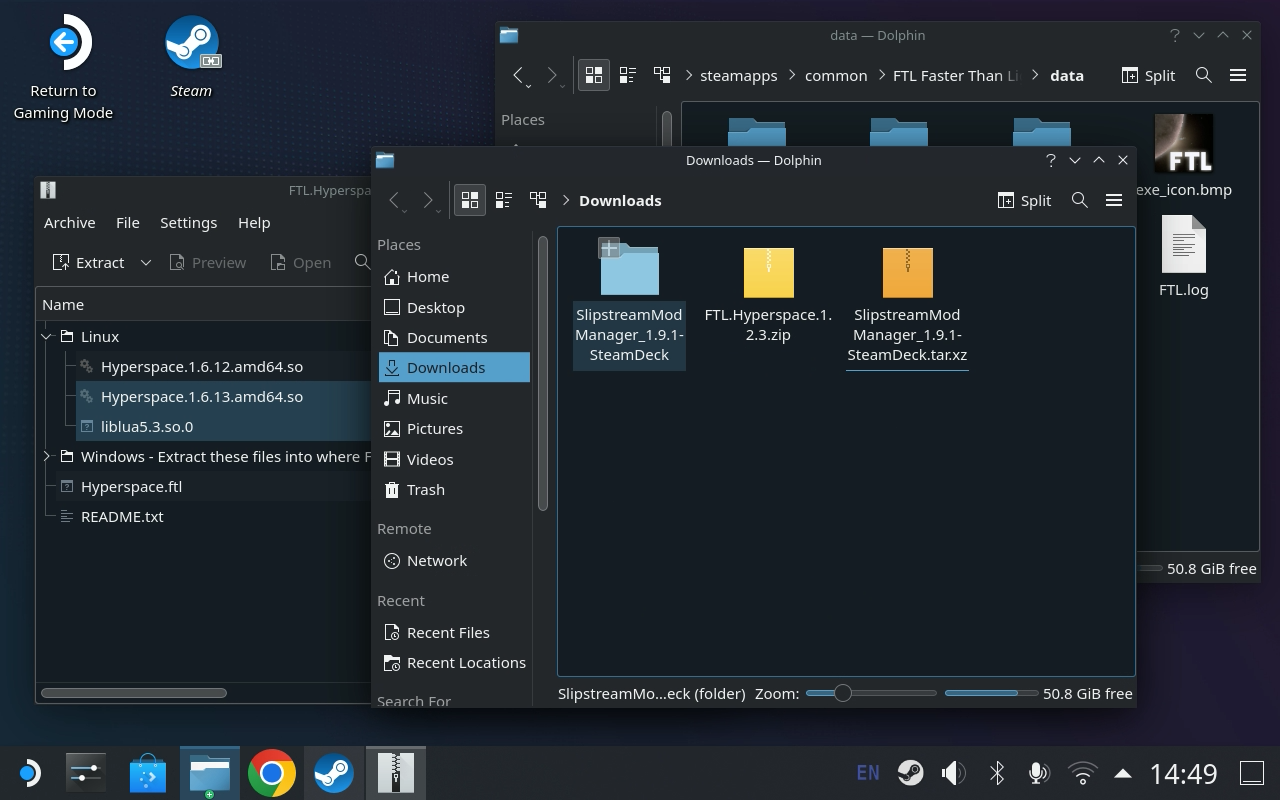 Return to
Gaming Mode
Steam
data — Dolphin
steamapps
common
FTL Faster Than Li
data
Split
Places
exe_icon.bmp
FTL
FTL.log
50.8 GiB free
FTL.Hyperspa
Archive
File
Settings
Help
Extract
Preview
Open
Name
Linux
Hyperspace.1.6.12.amd64.so
Hyperspace.1.6.13.amd64.so
liblua5.3.so.0
Windows - Extract these files into where F
Hyperspace.ftl
README.txt
Downloads — Dolphin
Downloads
Split
Places
Home
Desktop
Documents
Downloads
Music
Pictures
Videos
Trash
Remote
Network
Recent
Recent Files
Recent Locations
Search For
SlipstreamMod
Manager_1.9.1-
SteamDeck
FTL.Hyperspace.1.
2.3.zip
SlipstreamMod
Manager_1.9.1-
SteamDeck.tar.xz
SlipstreamMo...eck (folder)
Zoom:
50.8 GiB free
EN
14:49